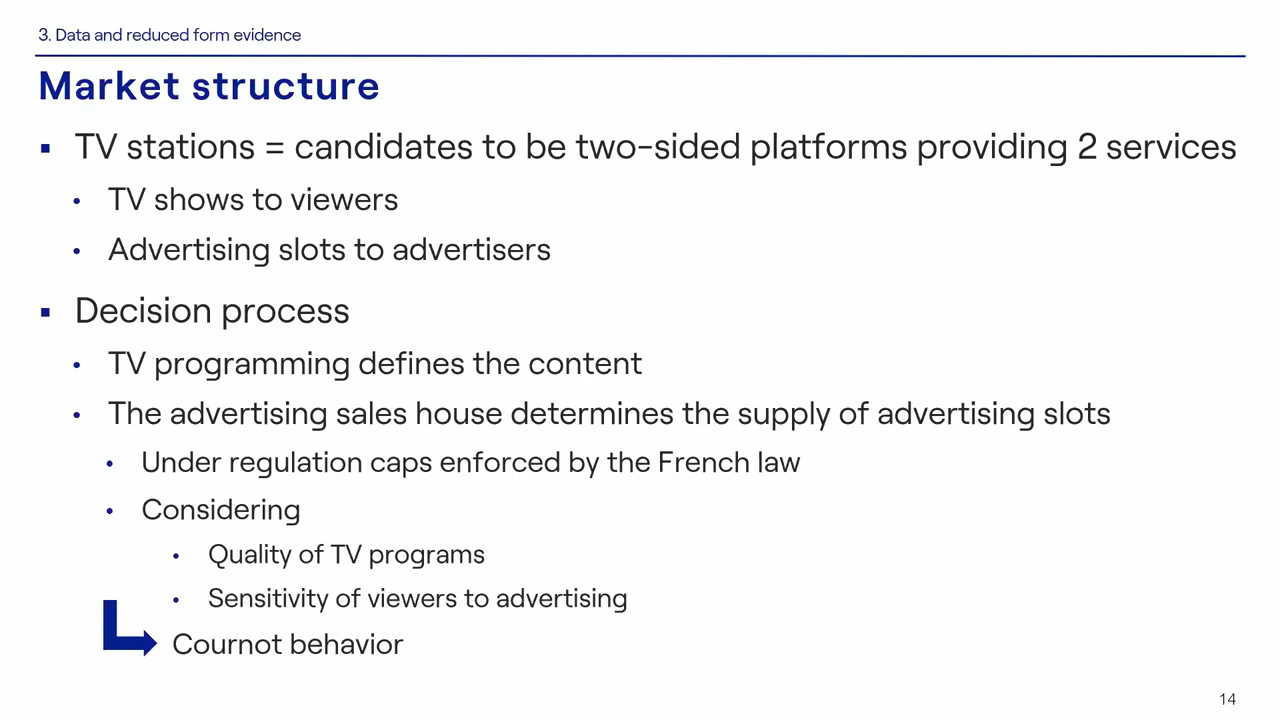 3. Data and reduced form evidence
Market structure
▪ TV stations = candidates to be two-sided platforms providing 2 services
• TV shows to viewers
• Advertising slots to advertisers
▪ Decision process
• TV programming defines the content
• The advertising sales house determines the supply of advertising slots
• Under regulation caps enforced by the French law
• Considering
• Quality of TV programs
• Sensitivity of viewers to advertising
Cournot behavior
14